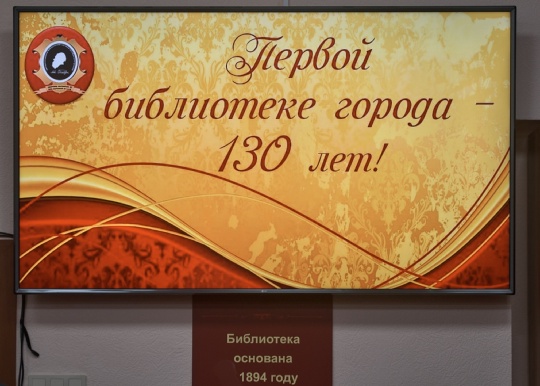 Первой
библиотеке города –
130 лет!
Библиотека
основана
1894 году